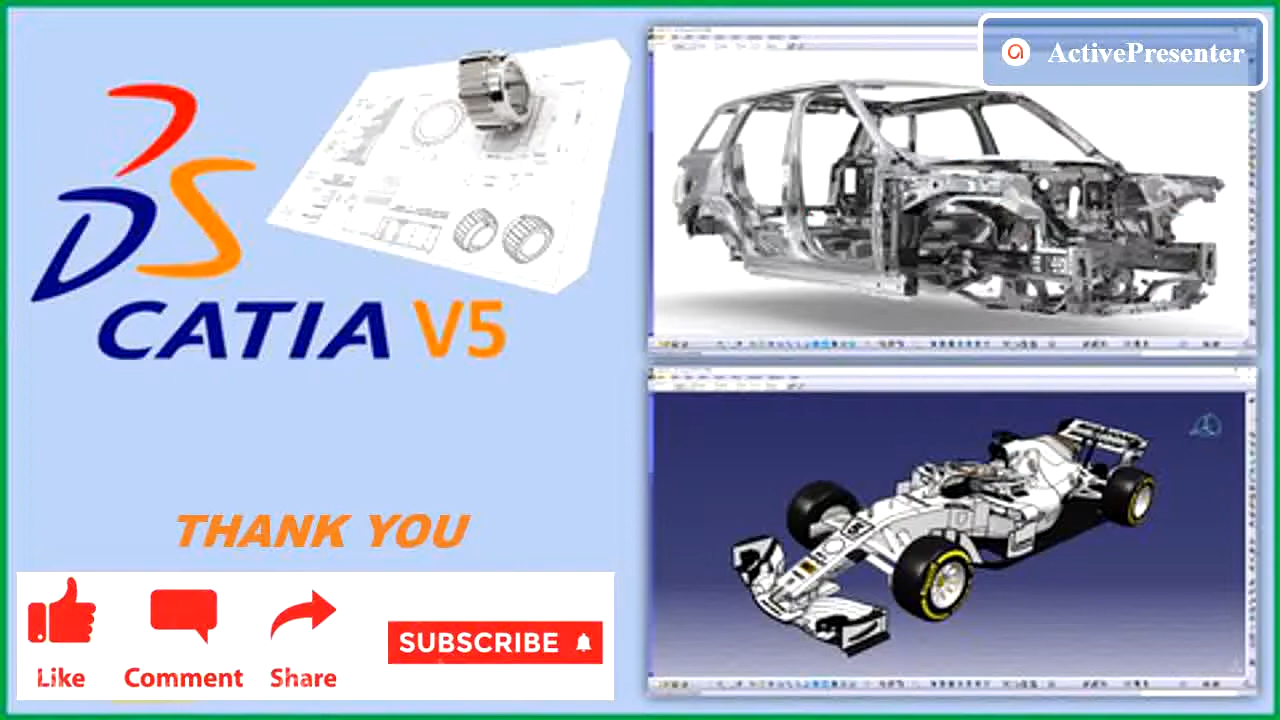 ActivePresenter
DS
CATIA V5
THANK YOU
Like
Comment
Share
SUBSCRIBE